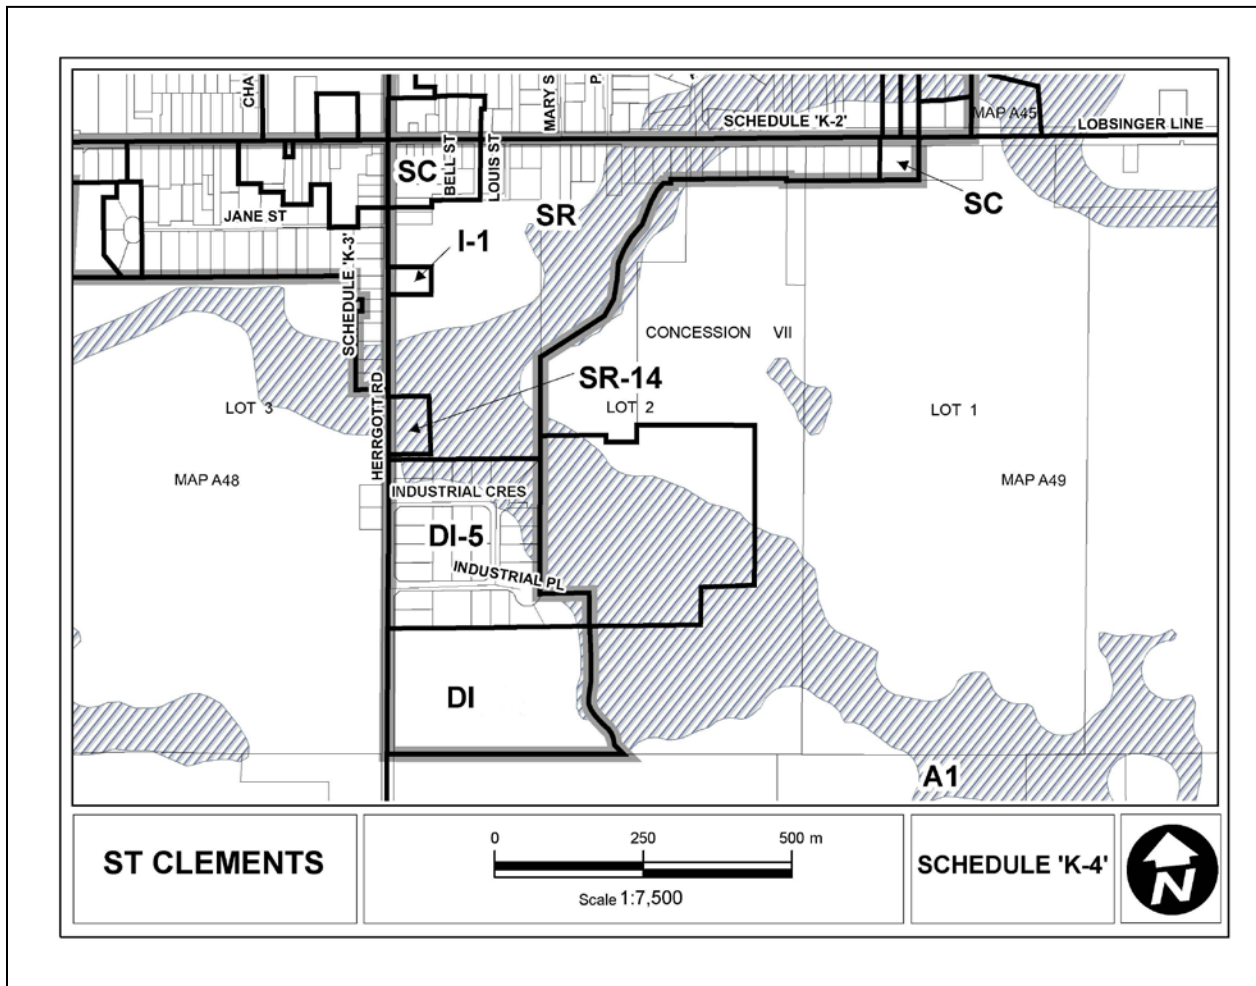 CHA
MARY S
P
SCHEDULE 'K-2'
MAP A45
LOBSINGER LINE
SC
BELL ST
LOUIS ST
JANE ST
SR
SC
I-1
SCHEDULE 'K-3'
CONCESSION VII
SR-14
LOT 3
LOT 2
LOT 1
HERRGOTT RD
MAP A48
MAP A49
INDUSTRIAL CRES
DI-5
INDUSTRIAL PL
DI
A1
ST CLEMENTS
0 250 500 m
Scale 1:7,500
SCHEDULE 'K-4'
N